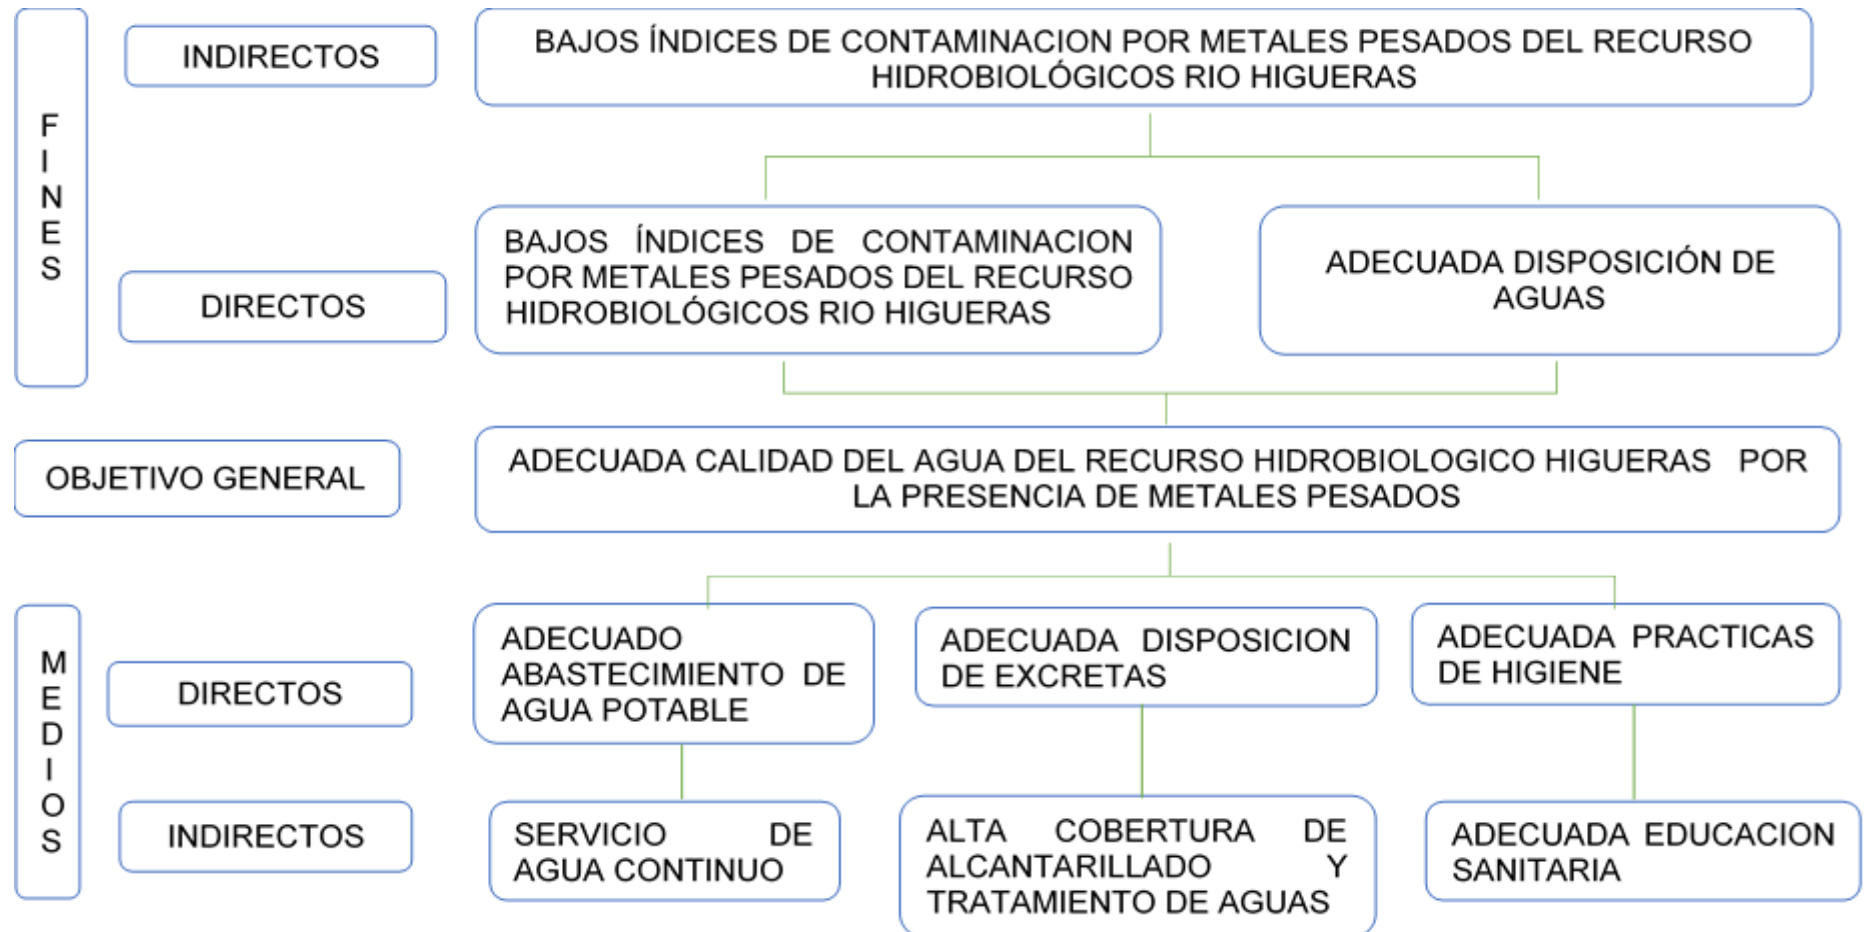 FINES
INDIRECTOS
BAJOS ÍNDICES DE CONTAMINACION POR METALES PESADOS DEL RECURSO
HIDROBIOLÓGICOS RIO HIGUERAS
DIRECTOS
BAJOS ÍNDICES DE CONTAMINACION
POR METALES PESADOS DEL RECURSO
HIDROBIOLÓGICOS RIO HIGUERAS
ADECUADA DISPOSICIÓN DE
AGUAS
OBJETIVO GENERAL
ADECUADA CALIDAD DEL AGUA DEL RECURSO HIDROBIOLOGICO HIGUERAS POR
LA PRESENCIA DE METALES PESADOS
MEDIOS
DIRECTOS
ADECUADO
ABASTECIMIENTO DE
AGUA POTABLE
ADECUADA DISPOSICION
DE EXCRETAS
ADECUADA PRACTICAS
DE HIGIENE
INDIRECTOS
SERVICIO DE
AGUA CONTINUO
ALTA COBERTURA DE
ALCANTARILLADO Y
TRATAMIENTO DE AGUAS
ADECUADA EDUCACION
SANITARIA